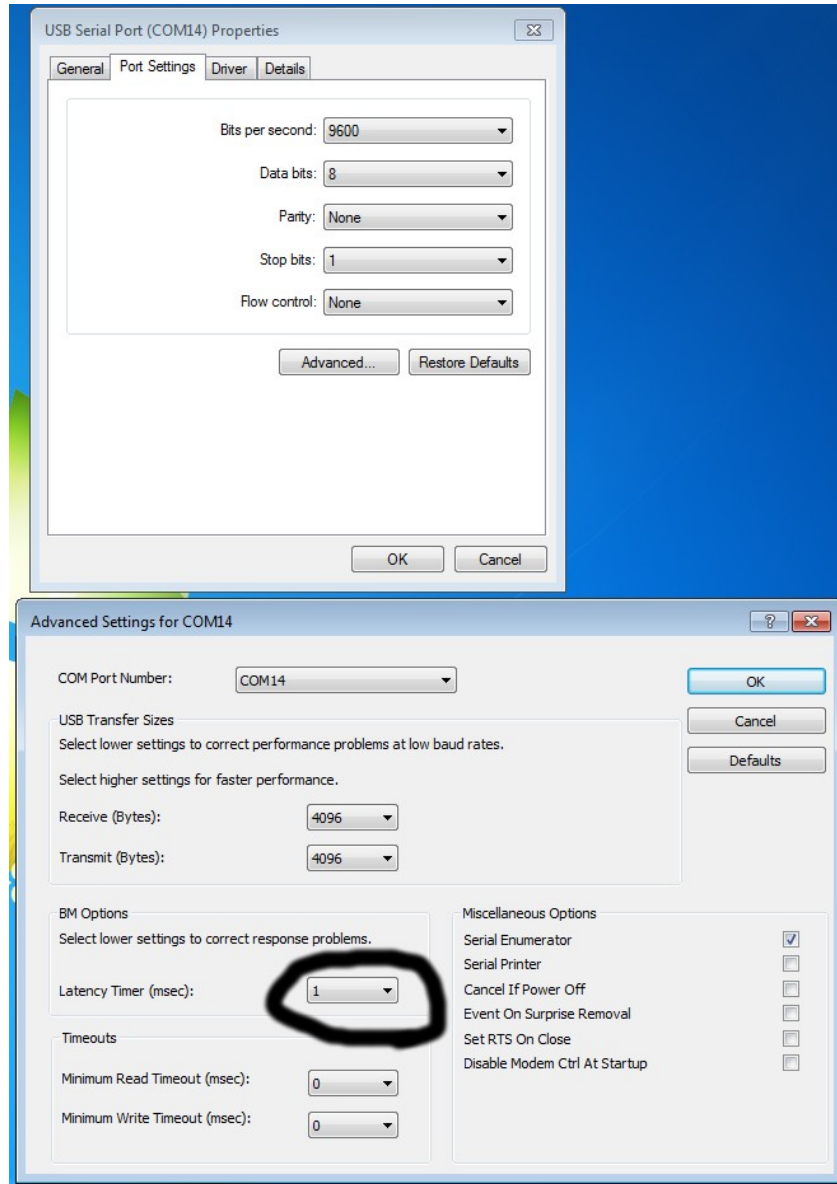 USB Serial Port (COM14) Properties
General Port Settings Driver Details
Bits per second: 9600
Data bits: 8
Parity: None
Stop bits: 1
Flow control: None
Advanced... Restore Defaults
OK Cancel
Advanced Settings for COM14
COM Port Number: COM14
OK
USB Transfer Sizes
Cancel
Select lower settings to correct performance problems at low baud rates.
Defaults
Select higher settings for faster performance.
Receive (Bytes): 4096
Transmit (Bytes): 4096
BM Options
Select lower settings to correct response problems.
Latency Timer (msec): 1
Timeouts
Minimum Read Timeout (msec): 0
Minimum Write Timeout (msec): 0
Miscellaneous Options
Serial Enumerator
Serial Printer
Cancel If Power Off
Event On Surprise Removal
Set RTS On Close
Disable Modem Ctrl At Startup